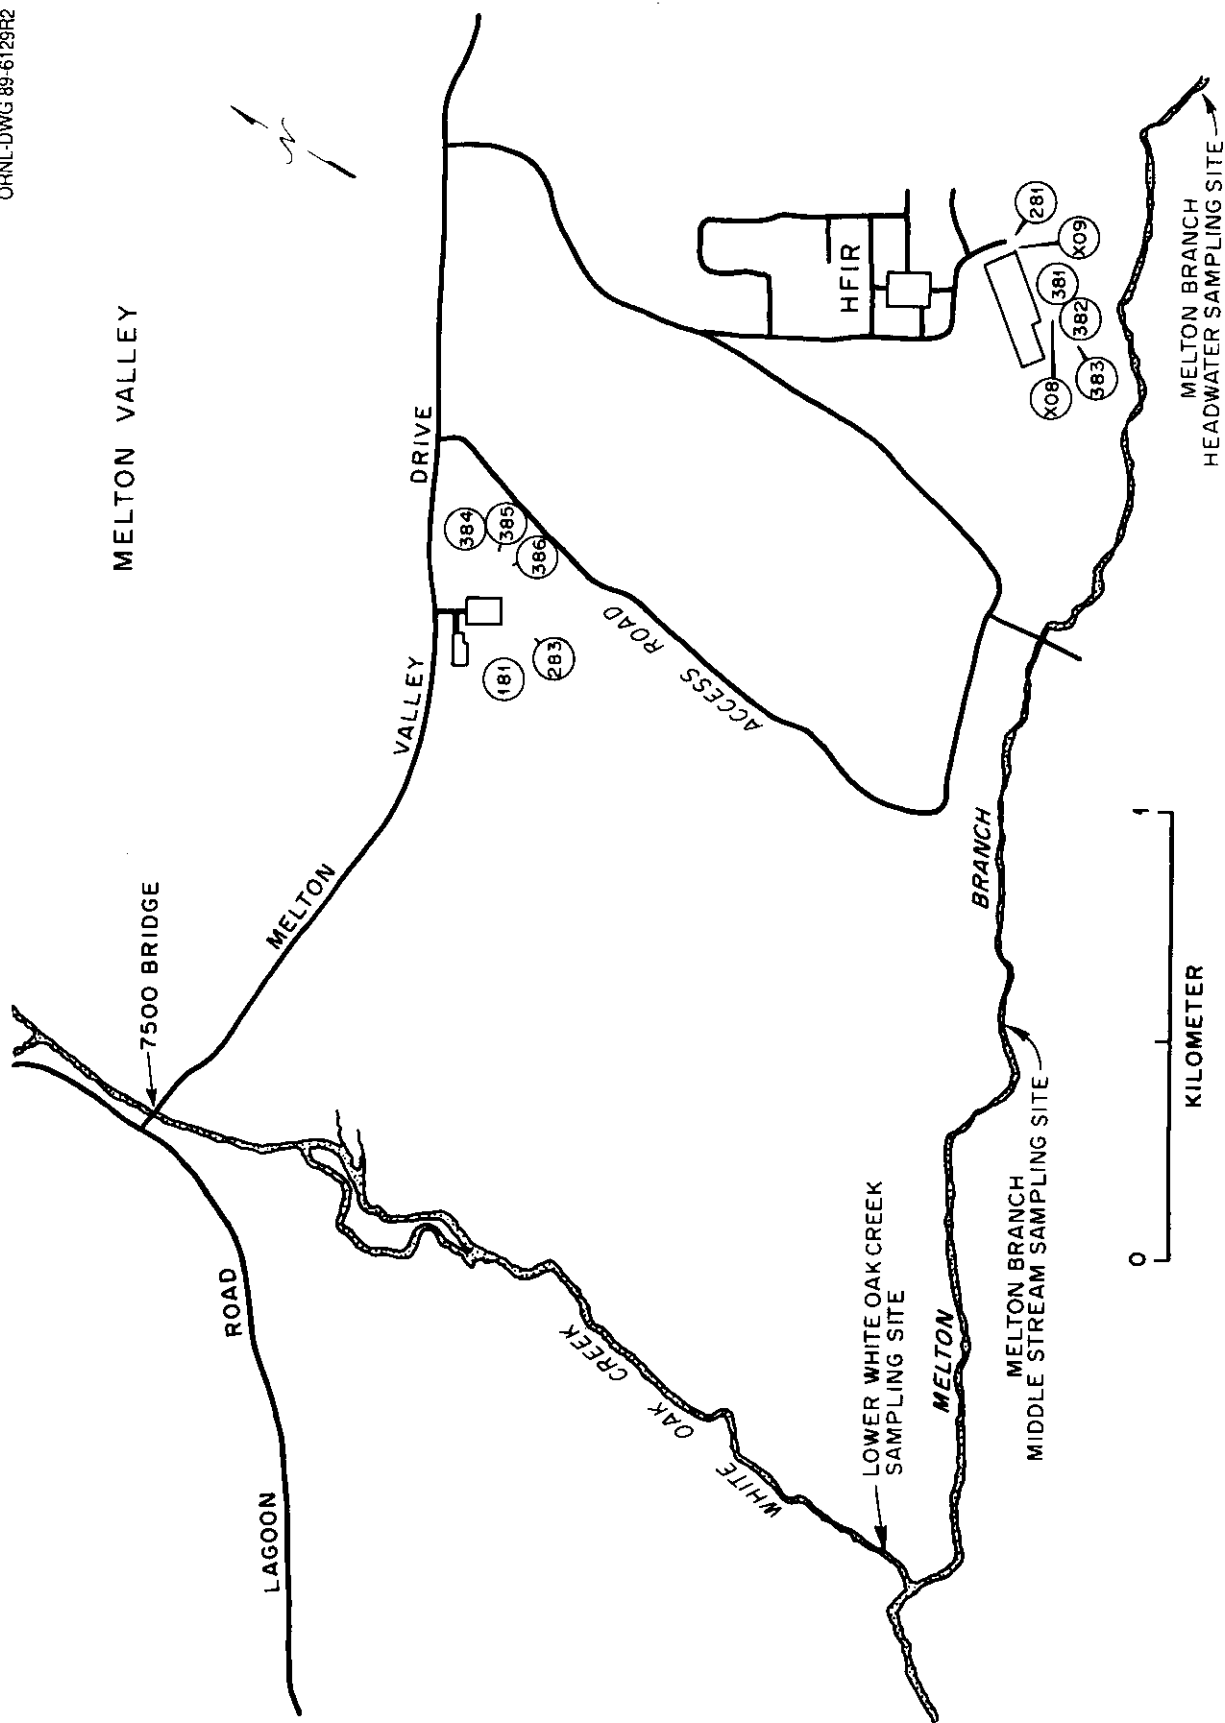 ORNL-DWG 89-6129R2
MELTON VALLEY
N
7500 BRIDGE
LAGOON
ROAD
MELTON
VALLEY
DRIVE
384
385
386
181
283
ACCESS ROAD
HFIR
281
X09
381
382
383
X08
WHITE
OAK
CREEK
LOWER WHITE OAK CREEK
SAMPLING SITE
MELTON
BRANCH
MELTON BRANCH
MIDDLE STREAM SAMPLING SITE
MELTON BRANCH
HEADWATER SAMPLING SITE
0
1
KILOMETER